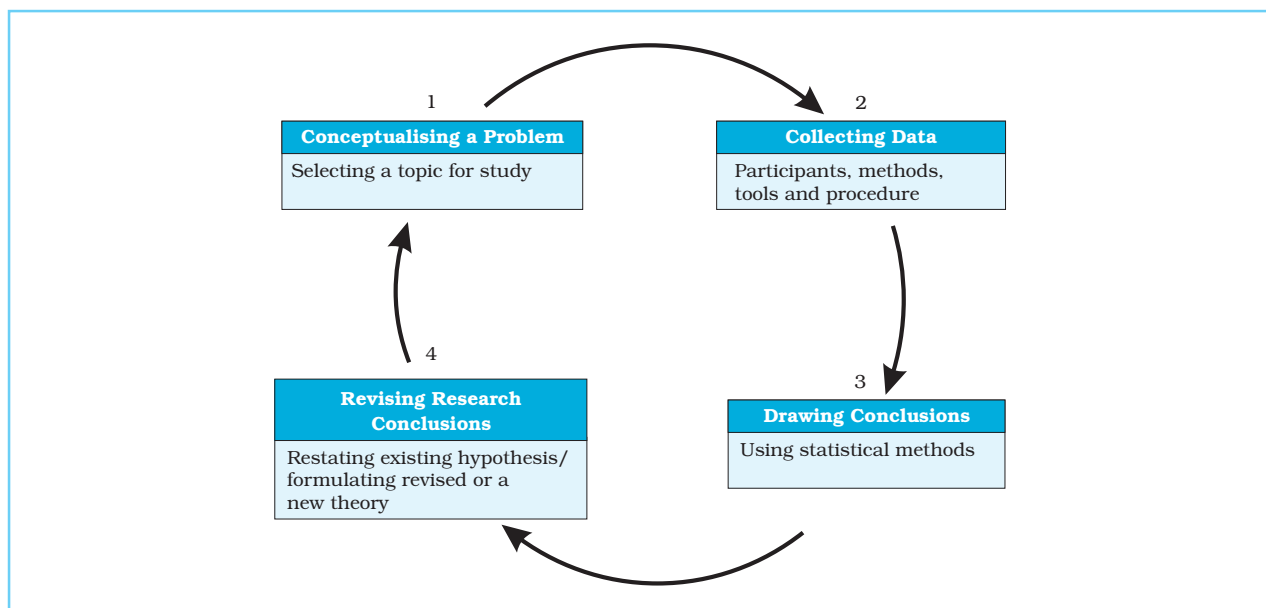 1
Conceptualising a Problem
Selecting a topic for study
2
Collecting Data
Participants, methods,
tools and procedure
3
Drawing Conclusions
Using statistical methods
4
Revising Research
Conclusions
Restating existing hypothesis/
formulating revised or a
new theory